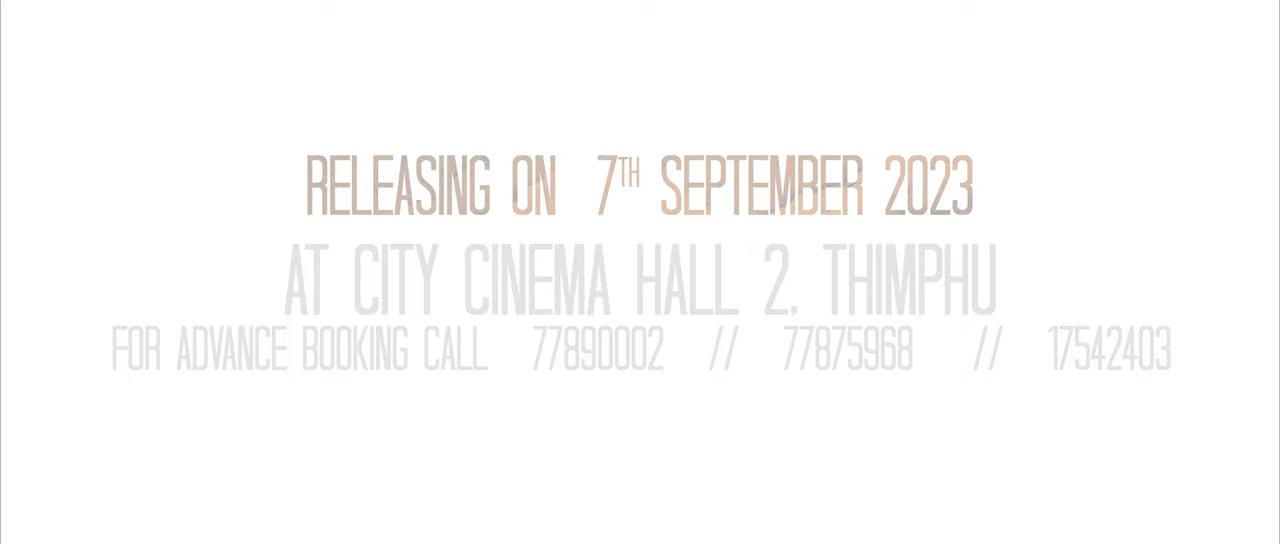 RELEASING ON 7TH SEPTEMBER 2023
AT CITY CINEMA HALL 2, THIMPHU
FOR ADVANCE BOOKING CALL 77890002 // 77875968 // 17542403